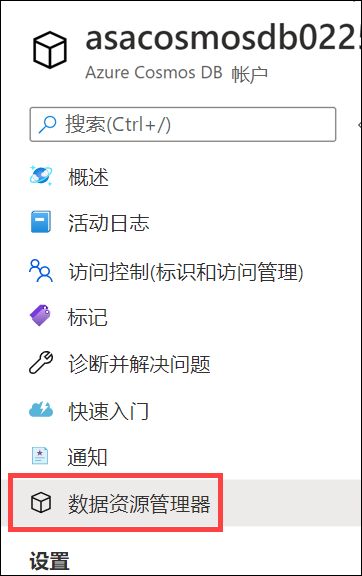 asacosmosdb0225
Azure Cosmos DB 帐户
搜索(Ctrl+/)
概述
活动日志
访问控制(标识和访问管理)
标记
诊断并解决问题
快速入门
通知
数据资源管理器
设置